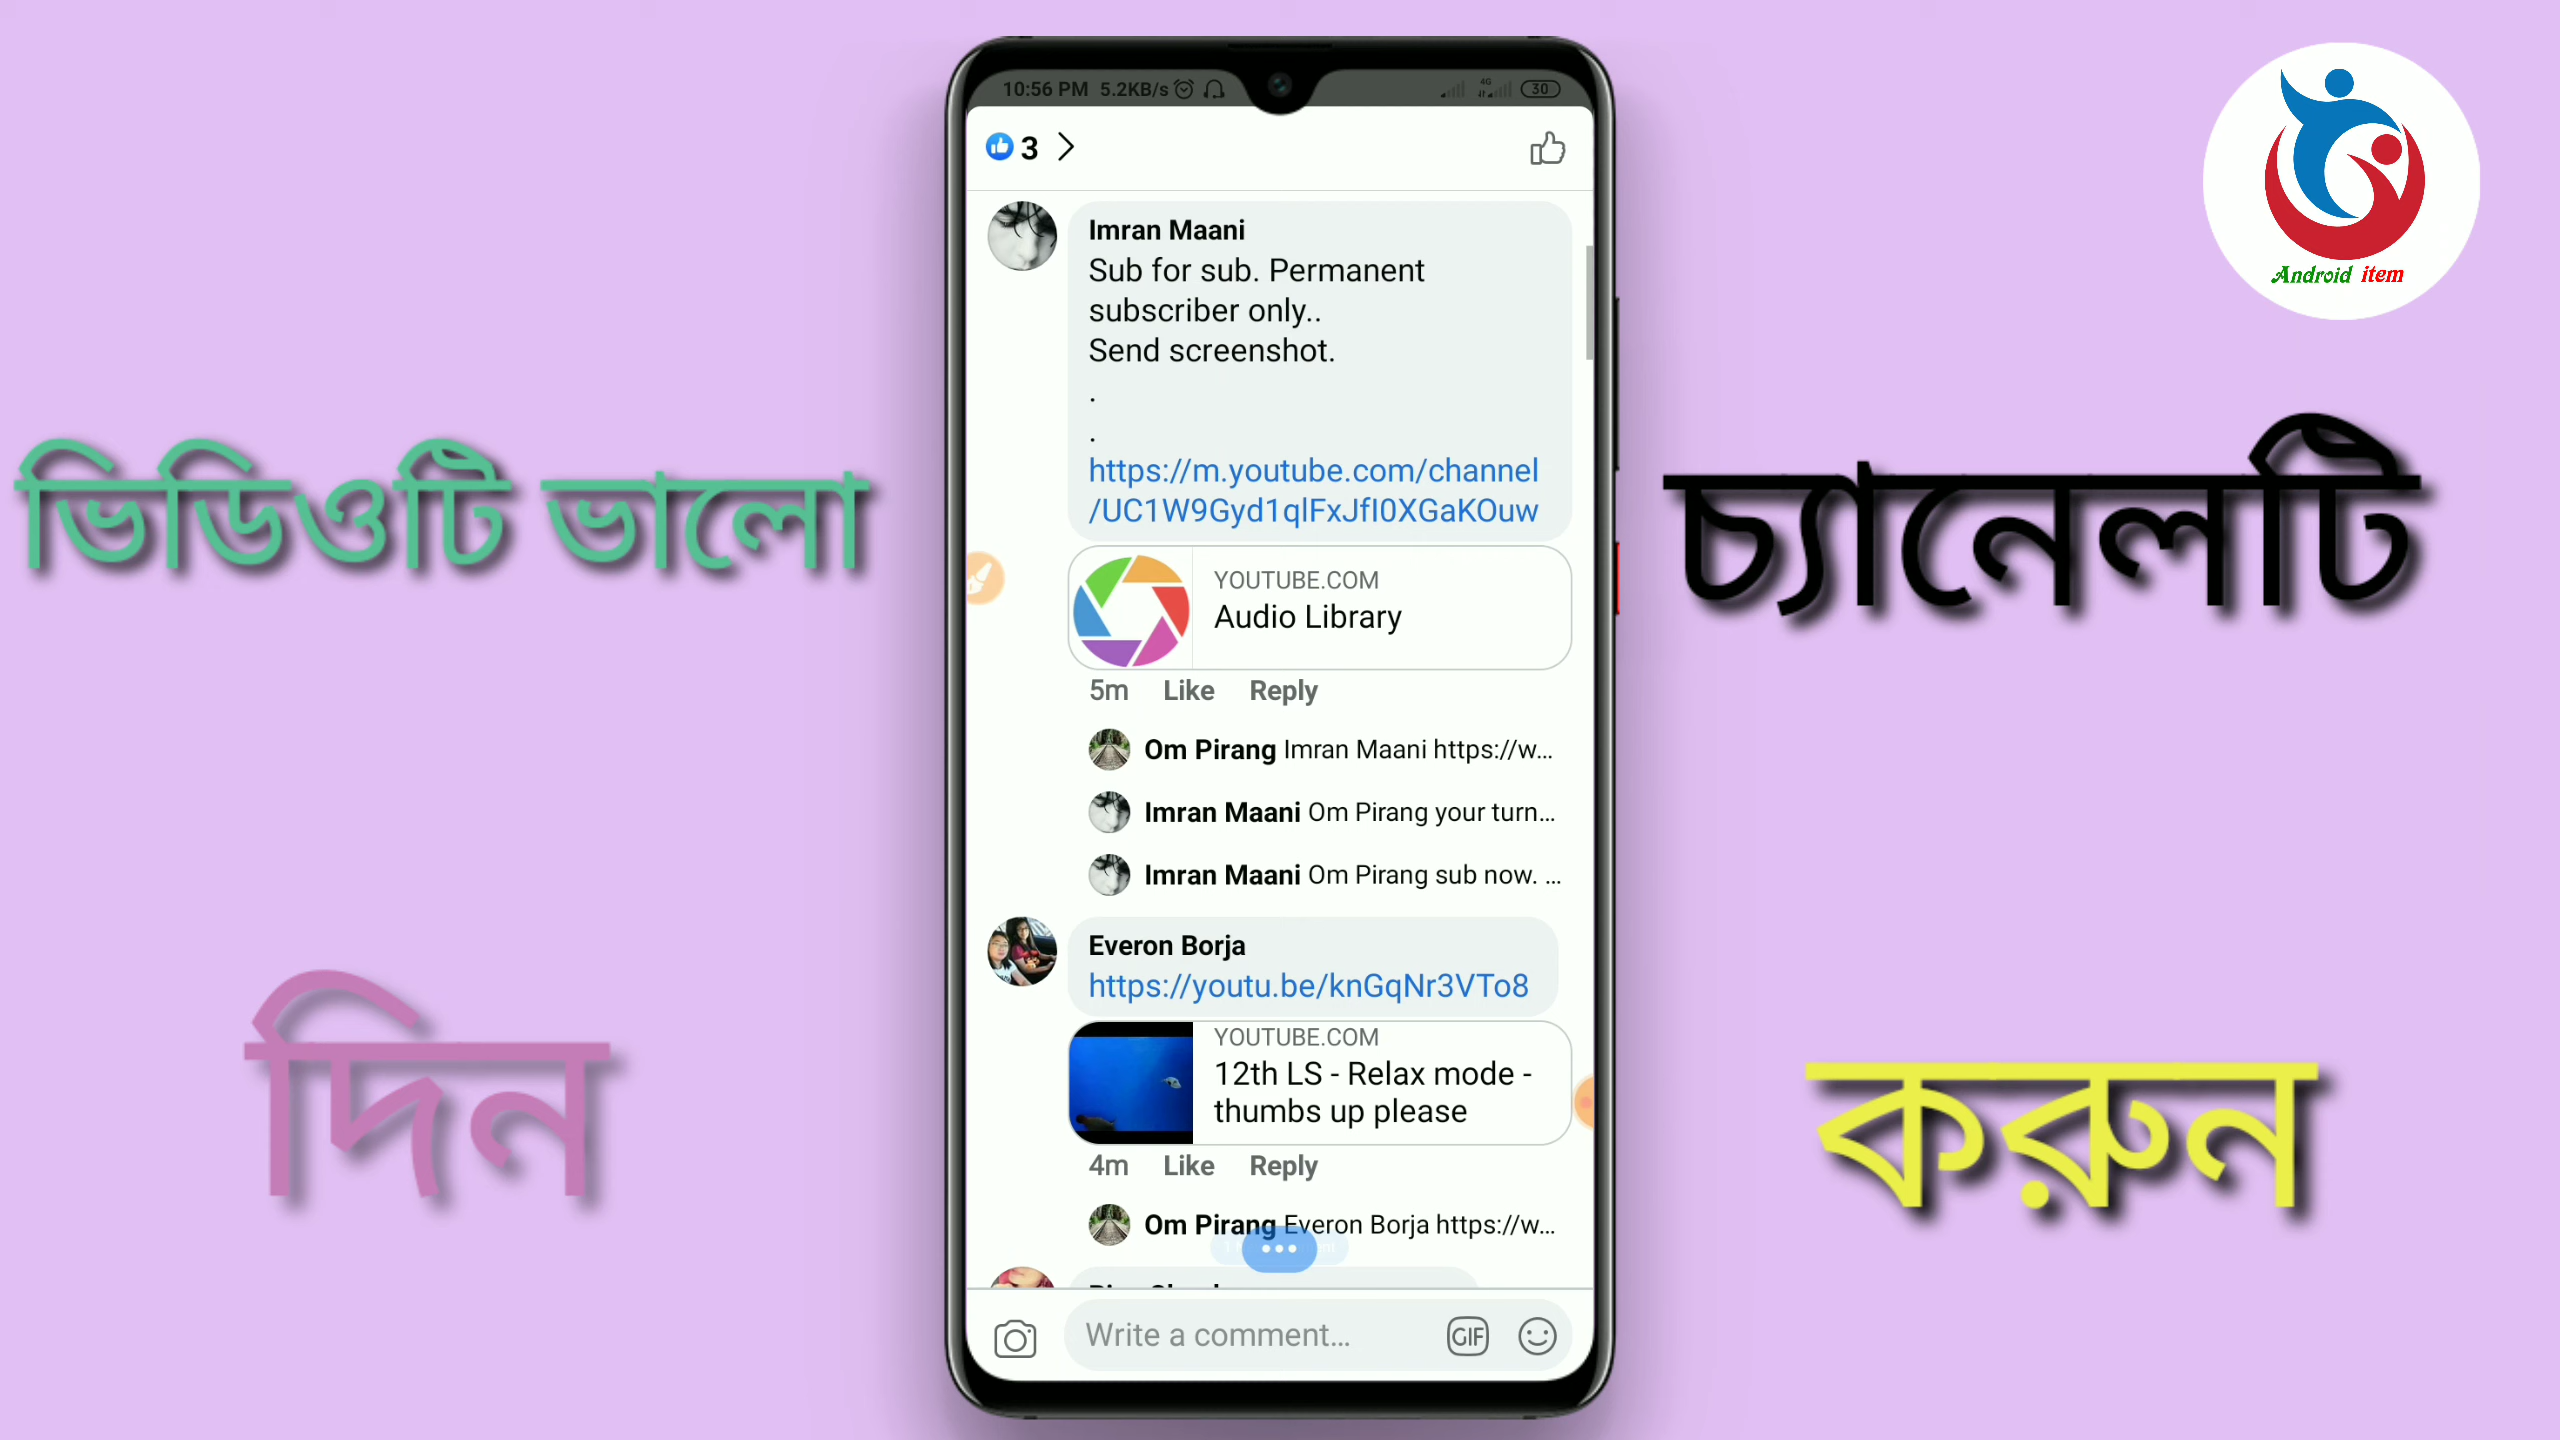 10:56 PM 5.2KB/s 4G 30
3
Imran Maani
Sub for sub. Permanent
subscriber only..
Send screenshot.
.
.
https://m.youtube.com/channel
/UC1W9Gyd1qlFxJfI0XGaKOuw
YOUTUBE.COM
Audio Library
5m Like Reply
Om Pirang Imran Maani https://w...
Imran Maani Om Pirang your turn...
Imran Maani Om Pirang sub now. ...
Everon Borja
https://youtu.be/knGqNr3VTo8
YOUTUBE.COM
12th LS - Relax mode -
thumbs up please
4m Like Reply
Om Pirang Everon Borja https://w...
Write a comment...
GIF
ভিডিওটি ভালো
দিন
Android item
চ্যানেলটি
করুন